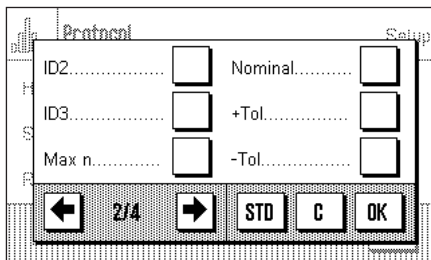 Protocol Setup
ID2................. Nominal...........
ID3................. +Tol..................
Max n............. -Tol..................
2/4 STD C OK